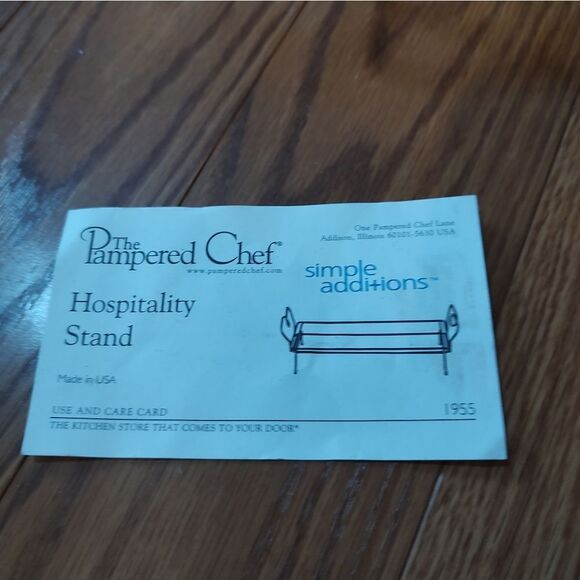 The
Pampered Chef®
www.pamperedchef.com
One Pampered Chef Lane
Addison, Illinois 60101-5630 USA
simple
additions™
Hospitality
Stand
Made in USA
USE AND CARE CARD
1955
THE KITCHEN STORE THAT COMES TO YOUR DOOR®